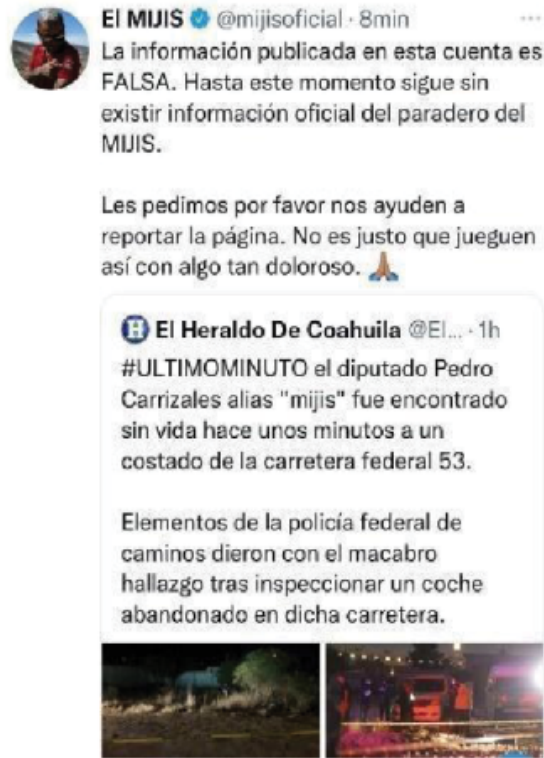 El MIJIS @mijisoficial · 8min
La información publicada en esta cuenta es
FALSA. Hasta este momento sigue sin
existir información oficial del paradero del
MIJIS.
Les pedimos por favor nos ayuden a
reportar la página. No es justo que jueguen
así con algo tan doloroso. 🙏🏽
H El Heraldo De Coahuila @El... · 1h
#ULTIMOMINUTO el diputado Pedro
Carrizales alias "mijis" fue encontrado
sin vida hace unos minutos a un
costado de la carretera federal 53.
Elementos de la policía federal de
caminos dieron con el macabro
hallazgo tras inspeccionar un coche
abandonado en dicha carretera.